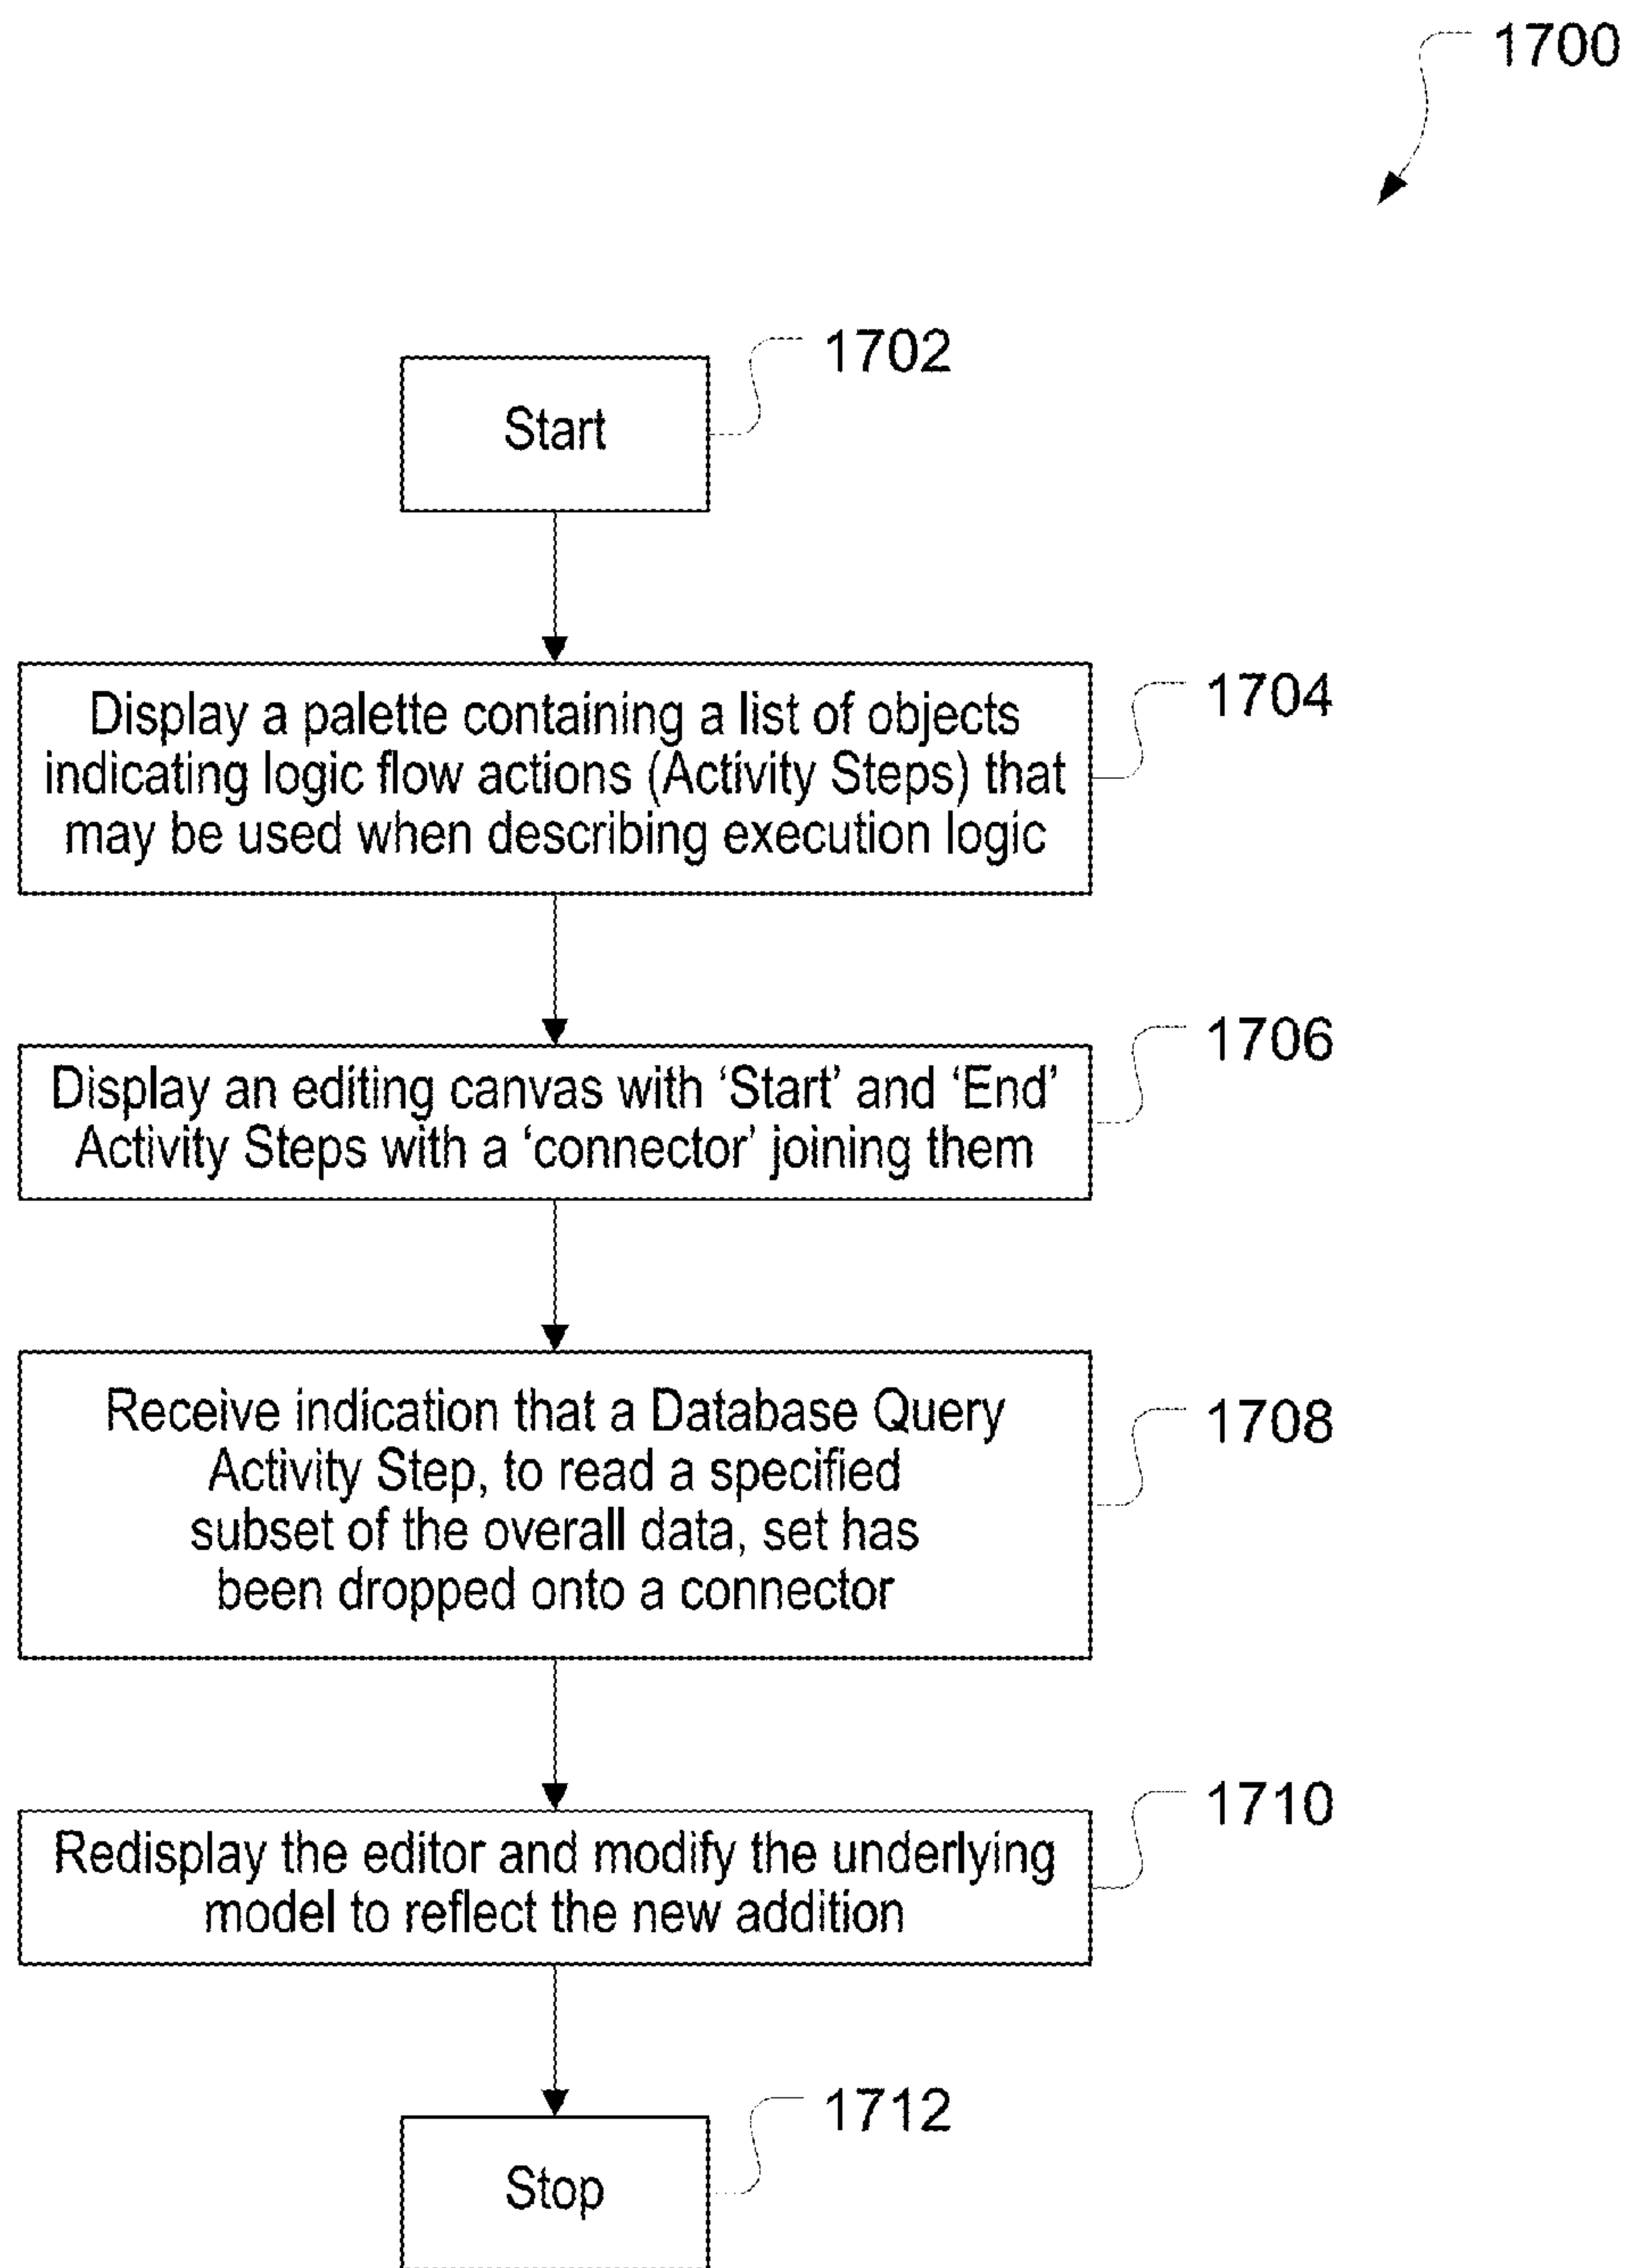 1700
1702
Start
1704
Display a palette containing a list of objects
indicating logic flow actions (Activity Steps) that
may be used when describing execution logic
1706
Display an editing canvas with ‘Start’ and ‘End’
Activity Steps with a ‘connector’ joining them
1708
Receive indication that a Database Query
Activity Step, to read a specified
subset of the overall data, set has
been dropped onto a connector
1710
Redisplay the editor and modify the underlying
model to reflect the new addition
1712
Stop